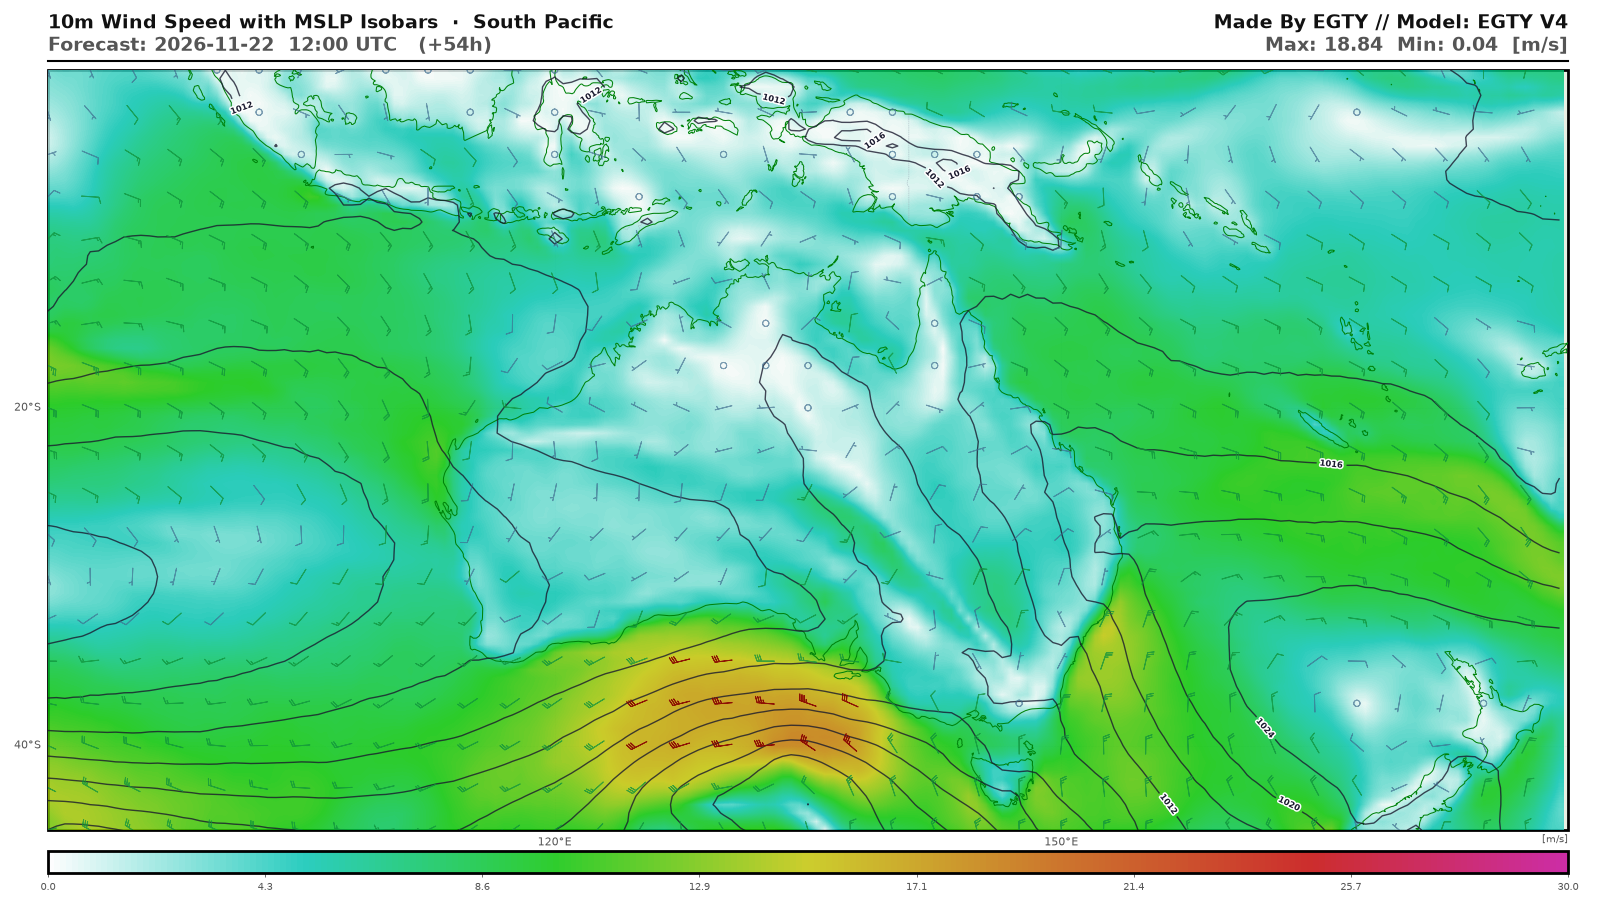 10m Wind Speed with MSLP Isobars · South Pacific
Made By EGTY // Model: EGTY V4
Forecast: 2026-11-22 12:00 UTC (+54h)
Max: 18.84 Min: 0.04 [m/s]
1012
1012
1012
1016
1012
1016
20°S
1016
1024
40°S
1012
1020
120°E
150°E
[m/s]
0.0
4.3
8.6
12.9
17.1
21.4
25.7
30.0